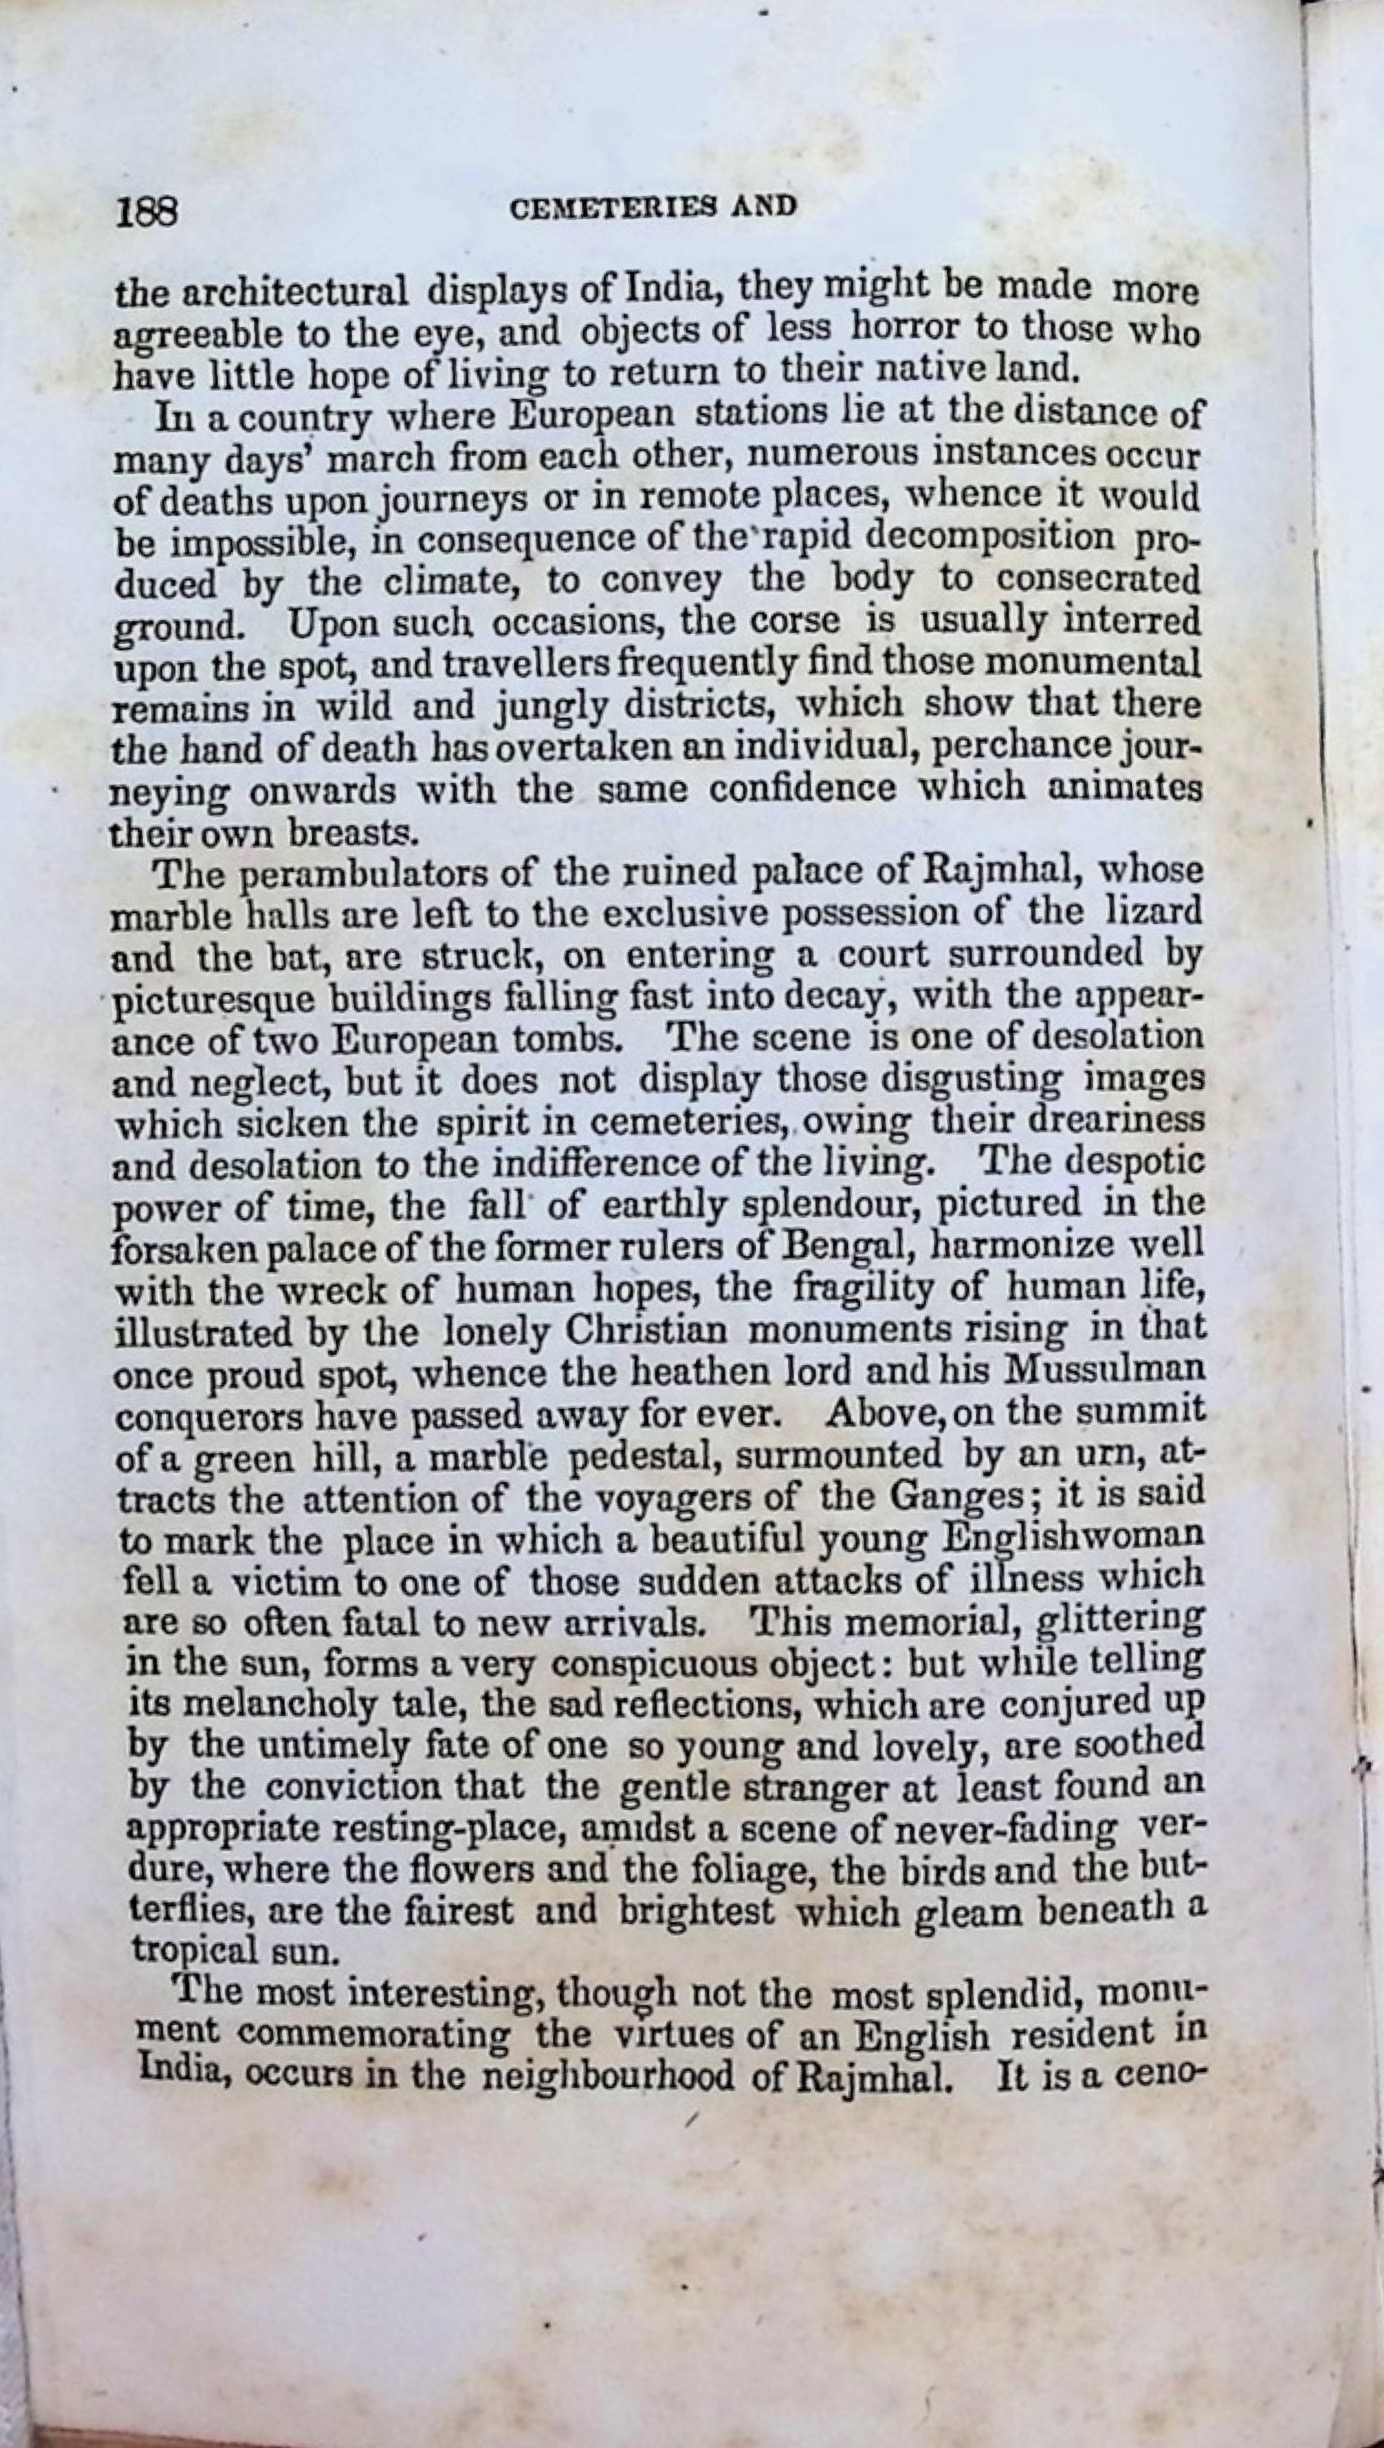 188 CEMETERIES AND
the architectural displays of India, they might be made more
agreeable to the eye, and objects of less horror to those who
have little hope of living to return to their native land.
In a country where European stations lie at the distance of
many days' march from each other, numerous instances occur
of deaths upon journeys or in remote places, whence it would
be impossible, in consequence of the rapid decomposition pro-
duced by the climate, to convey the body to consecrated
ground. Upon such occasions, the corse is usually interred
upon the spot, and travellers frequently find those monumental
remains in wild and jungly districts, which show that there
the hand of death has overtaken an individual, perchance jour-
neying onwards with the same confidence which animates
their own breasts.
The perambulators of the ruined palace of Rajmhal, whose
marble halls are left to the exclusive possession of the lizard
and the bat, are struck, on entering a court surrounded by
picturesque buildings falling fast into decay, with the appear-
ance of two European tombs. The scene is one of desolation
and neglect, but it does not display those disgusting images
which sicken the spirit in cemeteries, owing their dreariness
and desolation to the indifference of the living. The despotic
power of time, the fall of earthly splendour, pictured in the
forsaken palace of the former rulers of Bengal, harmonize well
with the wreck of human hopes, the fragility of human life,
illustrated by the lonely Christian monuments rising in that
once proud spot, whence the heathen lord and his Mussulman
conquerors have passed away for ever. Above, on the summit
of a green hill, a marble pedestal, surmounted by an urn, at-
tracts the attention of the voyagers of the Ganges; it is said
to mark the place in which a beautiful young Englishwoman
fell a victim to one of those sudden attacks of illness which
are so often fatal to new arrivals. This memorial, glittering
in the sun, forms a very conspicuous object: but while telling
its melancholy tale, the sad reflections, which are conjured up
by the untimely fate of one so young and lovely, are soothed
by the conviction that the gentle stranger at least found an
appropriate resting-place, amidst a scene of never-fading ver-
dure, where the flowers and the foliage, the birds and the but-
terflies, are the fairest and brightest which gleam beneath a
tropical sun.
The most interesting, though not the most splendid, monu-
ment commemorating the virtues of an English resident in
India, occurs in the neighbourhood of Rajmhal. It is a ceno-